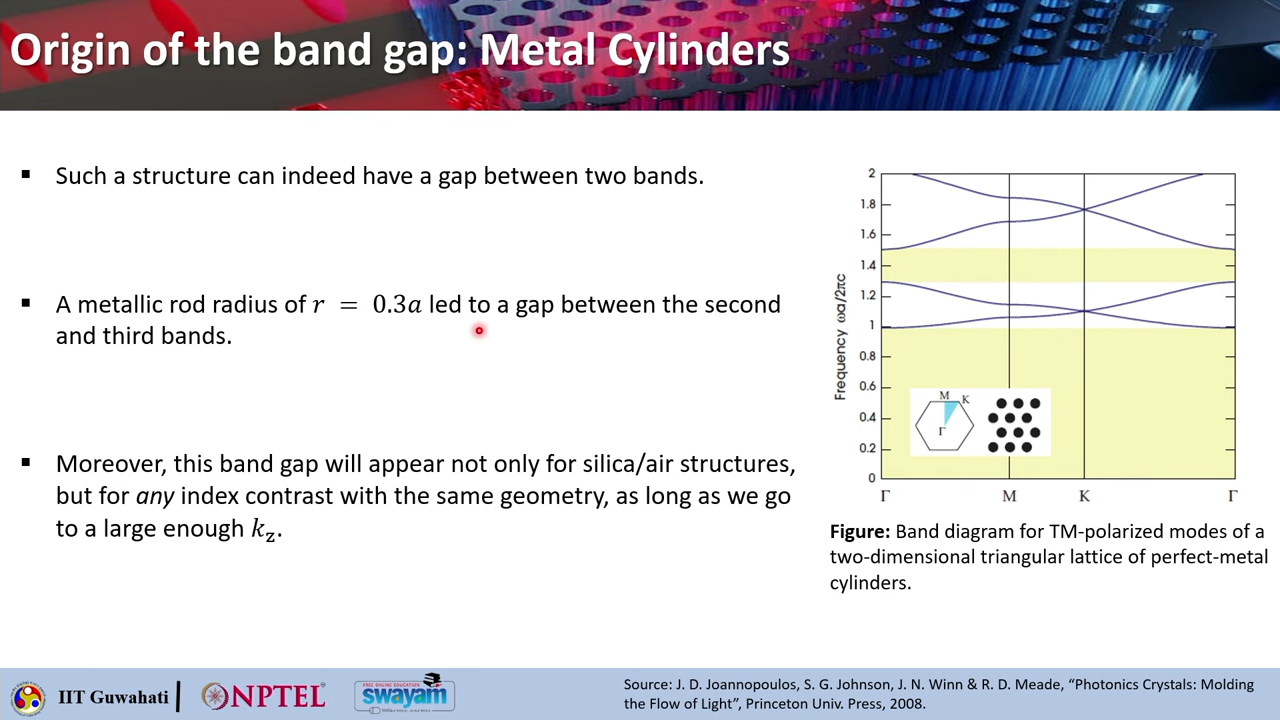 Origin of the band gap: Metal Cylinders
▪ Such a structure can indeed have a gap between two bands.
▪ A metallic rod radius of r = 0.3a led to a gap between the second
and third bands.
▪ Moreover, this band gap will appear not only for silica/air structures,
but for any index contrast with the same geometry, as long as we go
to a large enough k_z.
Frequency ωa/2πc
2
1.8
1.6
1.4
1.2
1
0.8
0.6
0.4
0.2
0
M K
Γ
Γ M K Γ
Figure: Band diagram for TM-polarized modes of a
two-dimensional triangular lattice of perfect-metal
cylinders.
IIT Guwahati
NPTEL
FREE ONLINE EDUCATION
swayam
Source: J. D. Joannopoulos, S. G. Johnson, J. N. Winn & R. D. Meade, “Photonics Crystals: Molding
the Flow of Light”, Princeton Univ. Press, 2008.